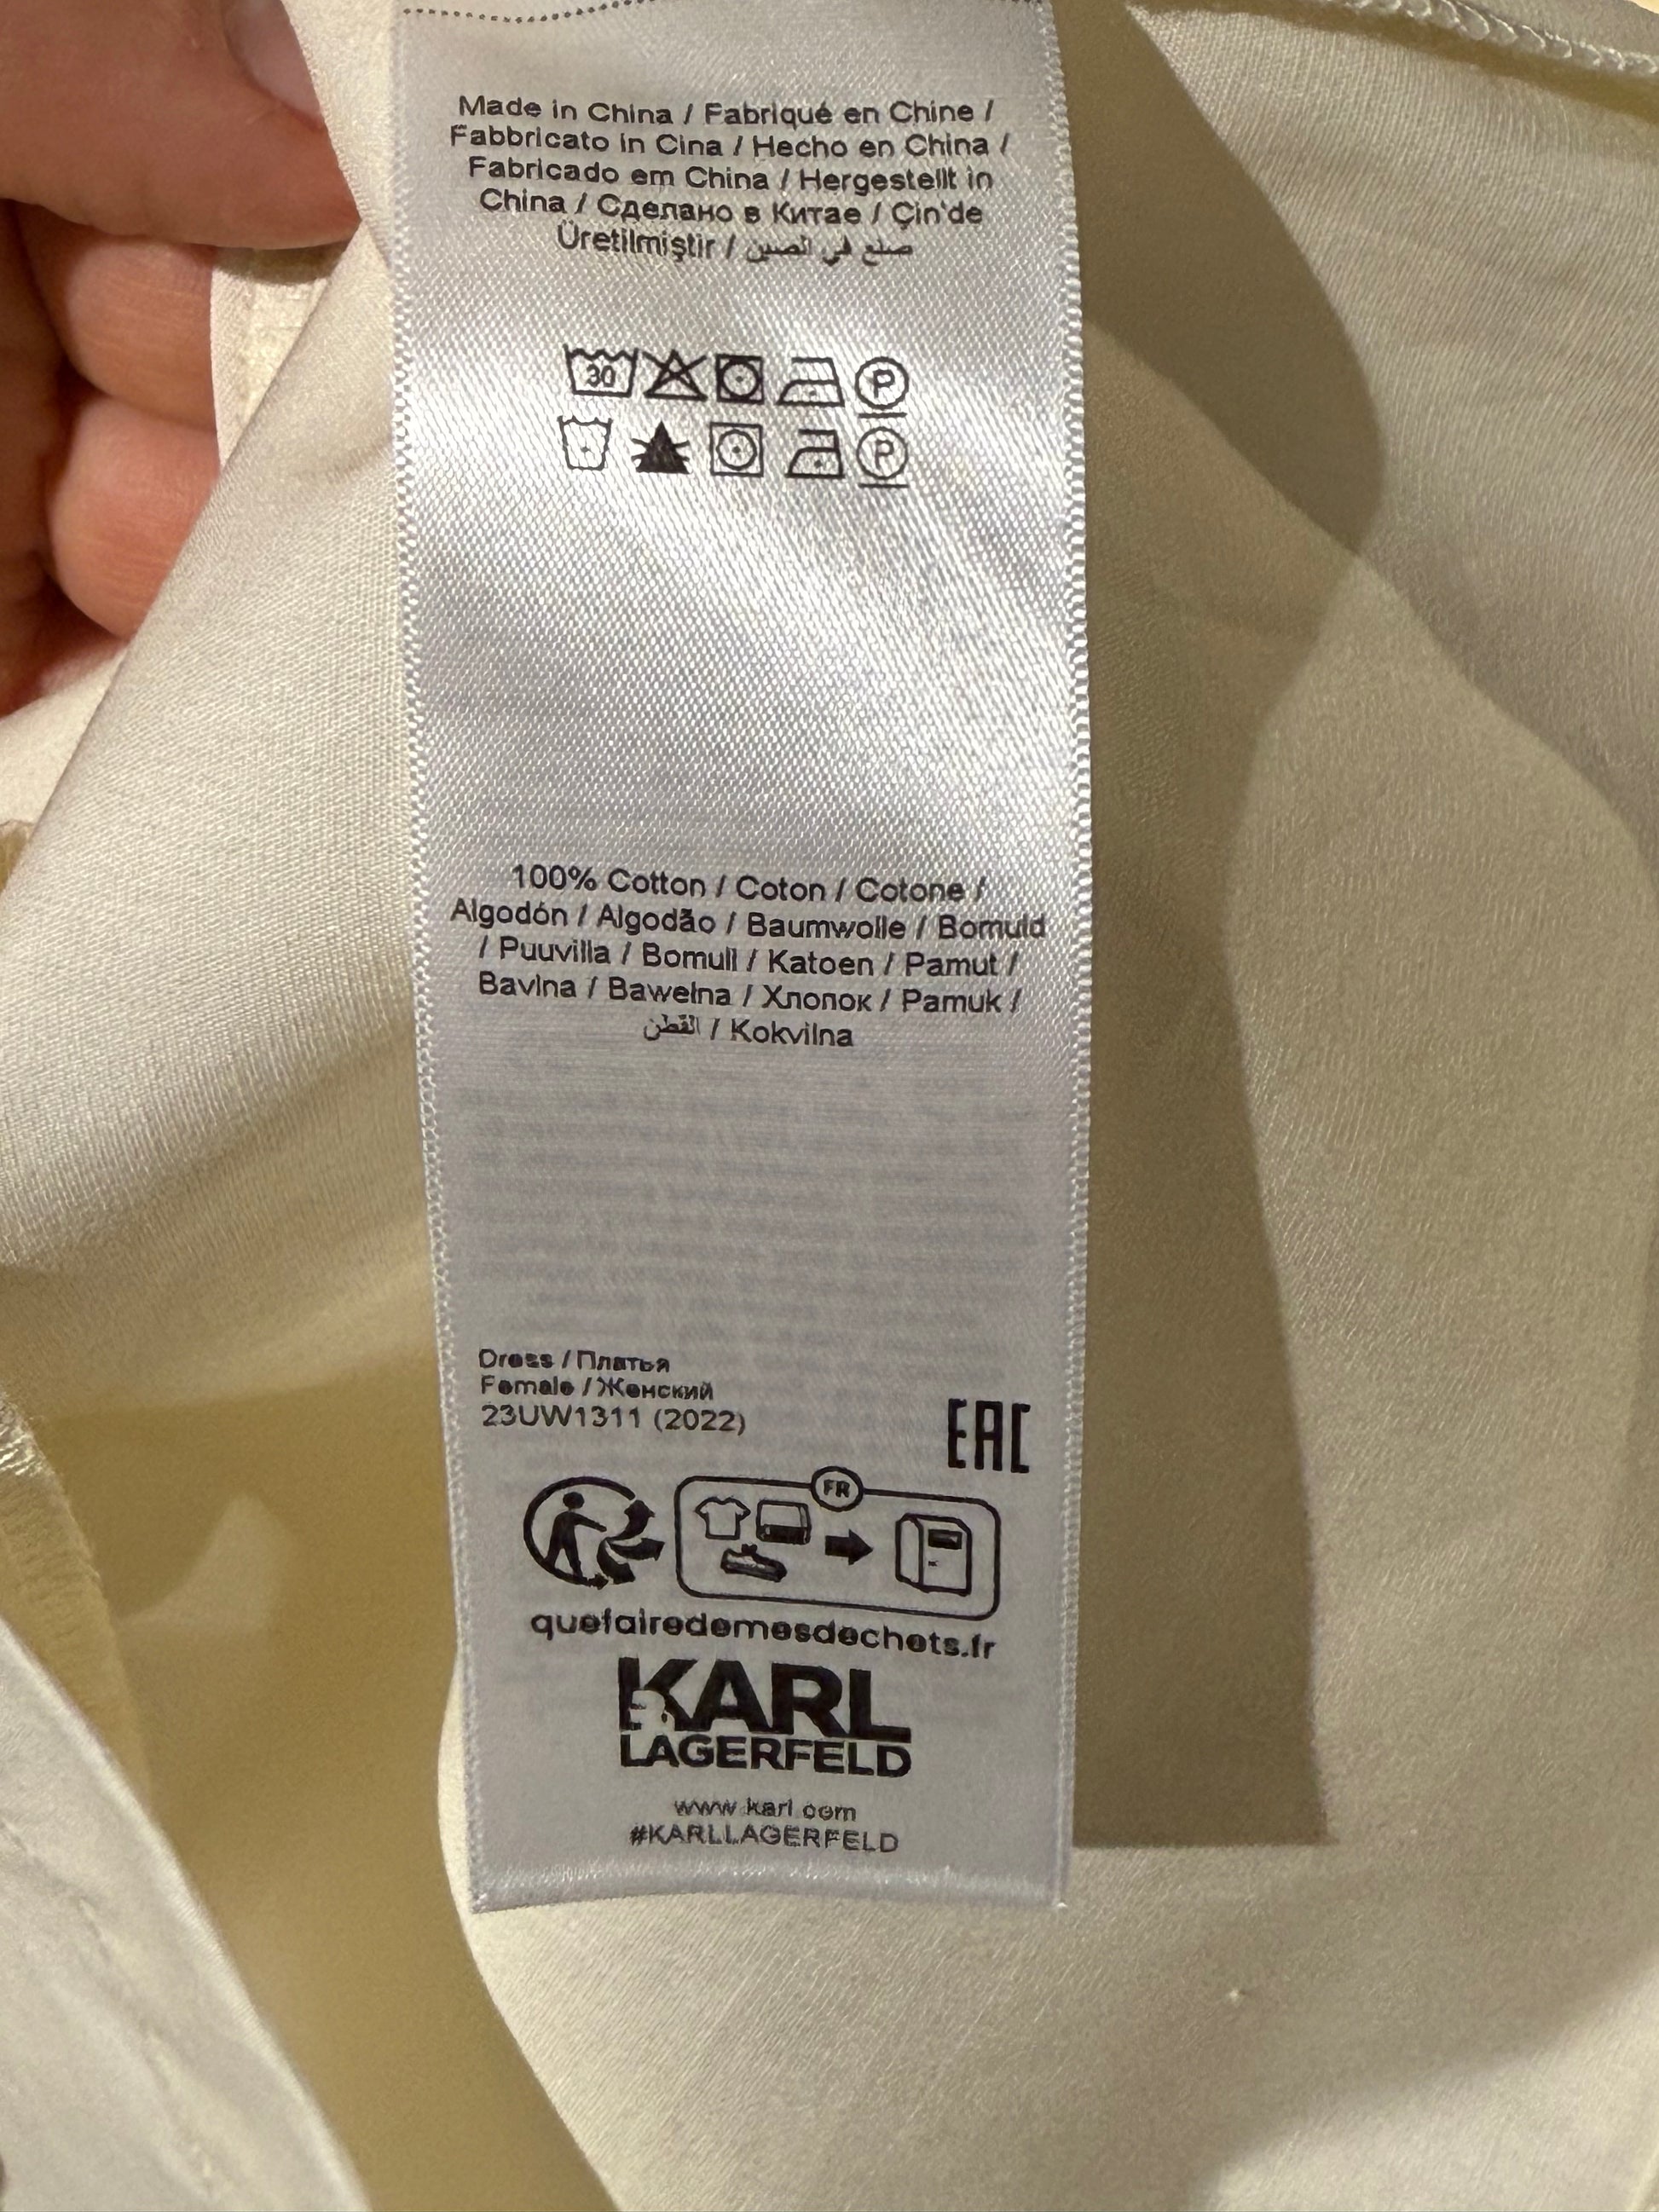 Made in China / Fabriqué en Chine /
Fabbricato in Cina / Hecho en China /
Fabricado em China / Hergestellt in
China / Сделано в Китае / Çin'de
Üretilmiştir / صنع في الصين
30 P
P
100% Cotton / Coton / Cotone /
Algodón / Algodão / Baumwolle / Bomuld
/ Puuvilla / Bomull / Katoen / Pamut /
Bavlna / Bawełna / Хлопок / Pamuk /
القطن / Kokvilna
Dress / Платья
Female / Женский
23UW1311 (2022)
EAC
FR
quefairedemesdechets.fr
KARL
LAGERFELD
www.karl.com
#KARLLAGERFELD